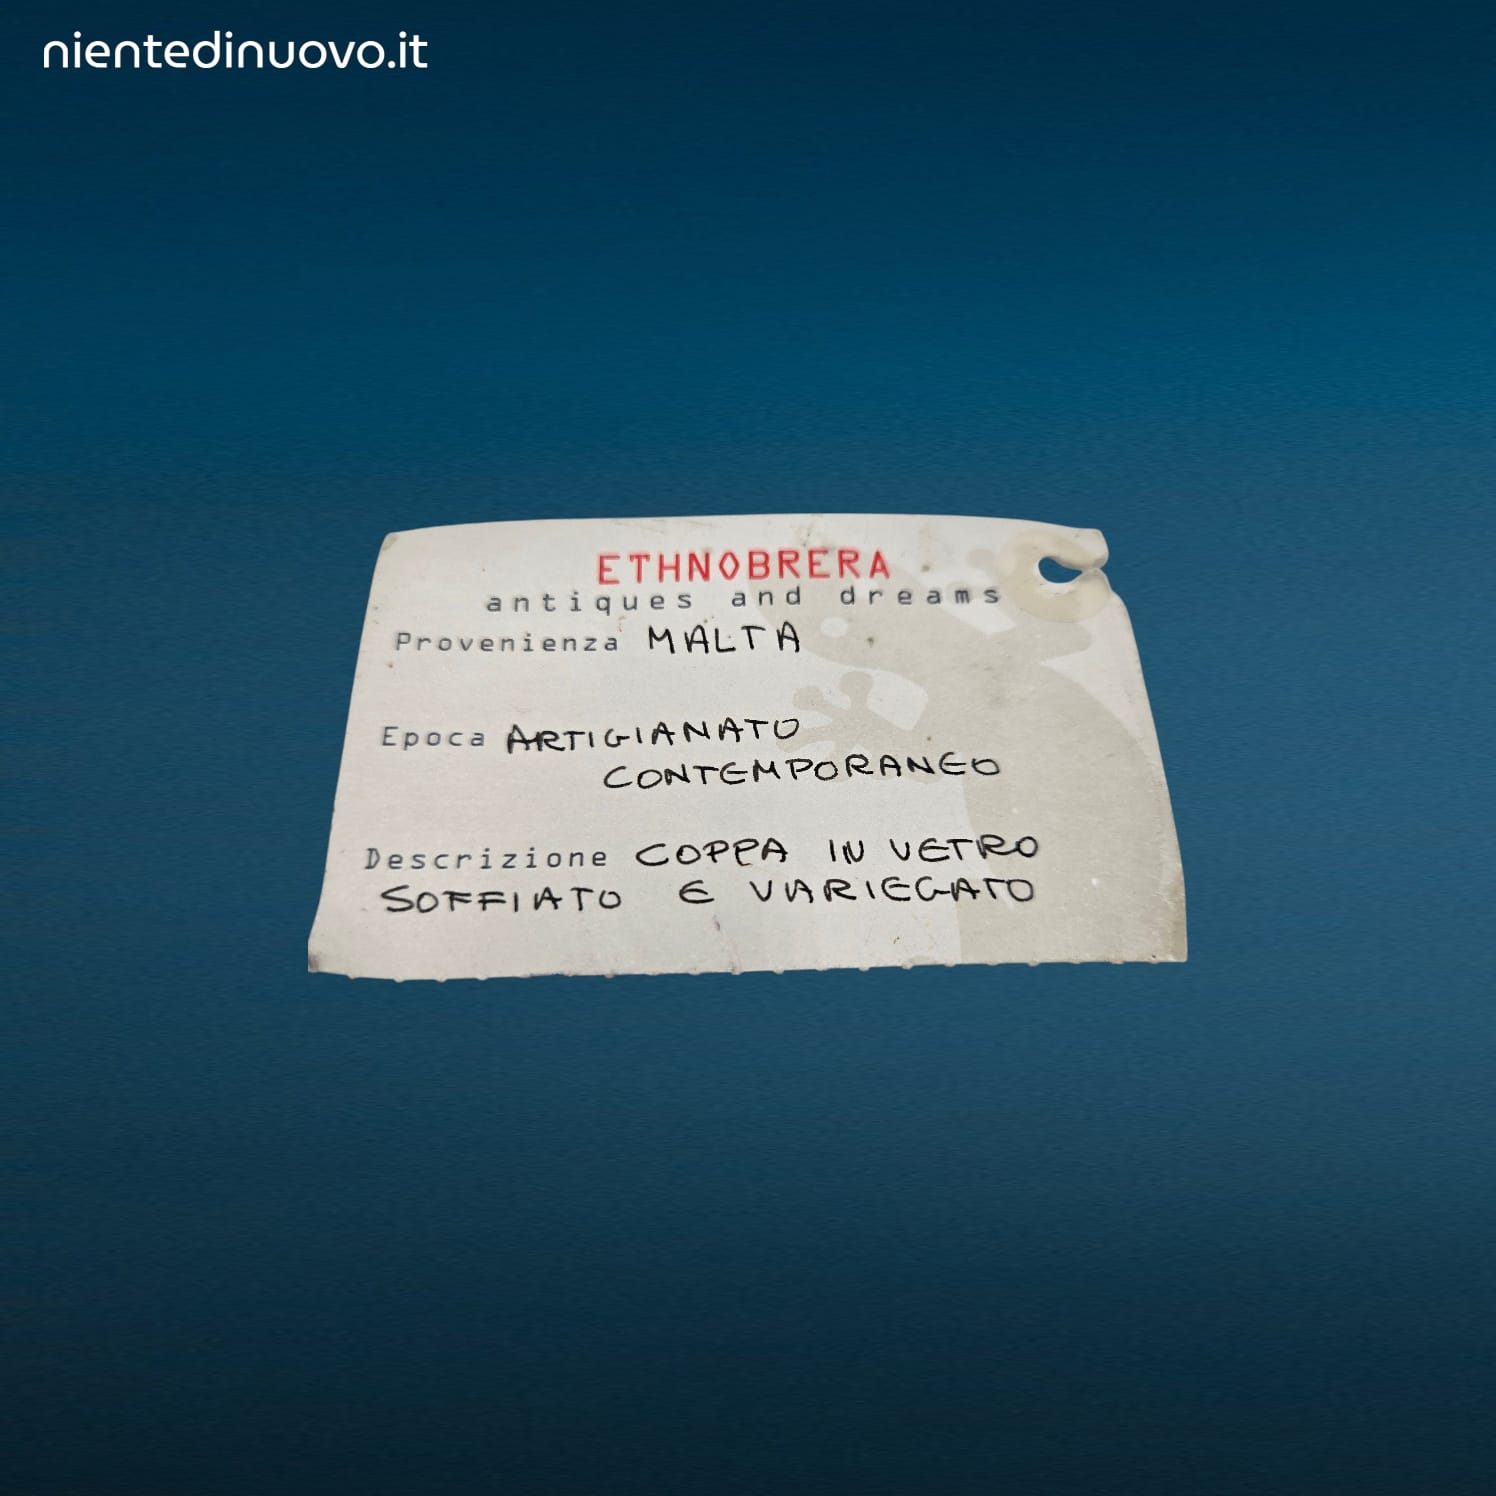 nientedinuovo.it
ETHNOBRERA
antiques and dreams
Provenienza MALTA
Epoca ARTIGIANATO
CONTEMPORANEO
Descrizione COPPA IN VETRO
SOFFIATO E VARIEGATO